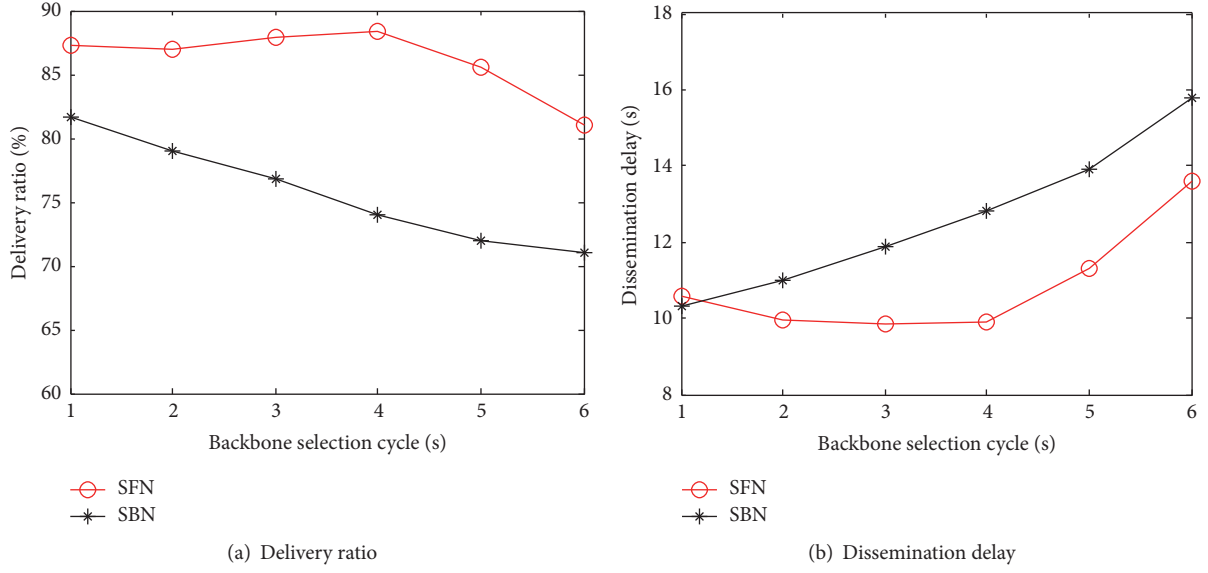 90
85
80
75
70
65
60
Delivery ratio (%)
1 2 3 4 5 6
Backbone selection cycle (s)
SFN
SBN
(a) Delivery ratio
18
16
14
12
10
8
Dissemination delay (s)
1 2 3 4 5 6
Backbone selection cycle (s)
SFN
SBN
(b) Dissemination delay